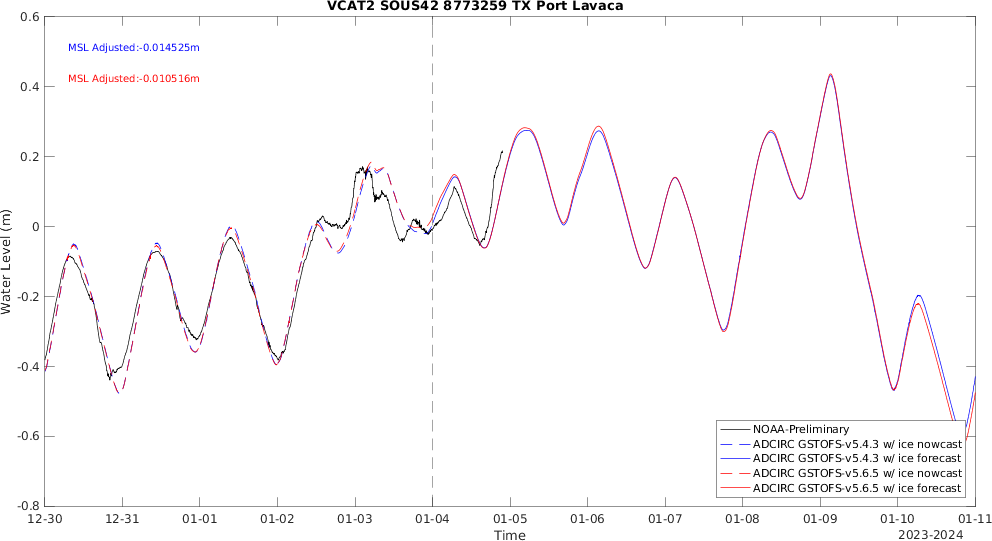 VCAT2 SOUS42 8773259 TX Port Lavaca
0.6
0.4
0.2
0
-0.2
-0.4
-0.6
-0.8
Water Level (m)
MSL Adjusted:-0.014525m
MSL Adjusted:-0.010516m
NOAA-Preliminary
ADCIRC GSTOFS-v5.4.3 w/ ice nowcast
ADCIRC GSTOFS-v5.4.3 w/ ice forecast
ADCIRC GSTOFS-v5.6.5 w/ ice nowcast
ADCIRC GSTOFS-v5.6.5 w/ ice forecast
12-30 12-31 01-01 01-02 01-03 01-04 01-05 01-06 01-07 01-08 01-09 01-10 01-11
Time
2023-2024